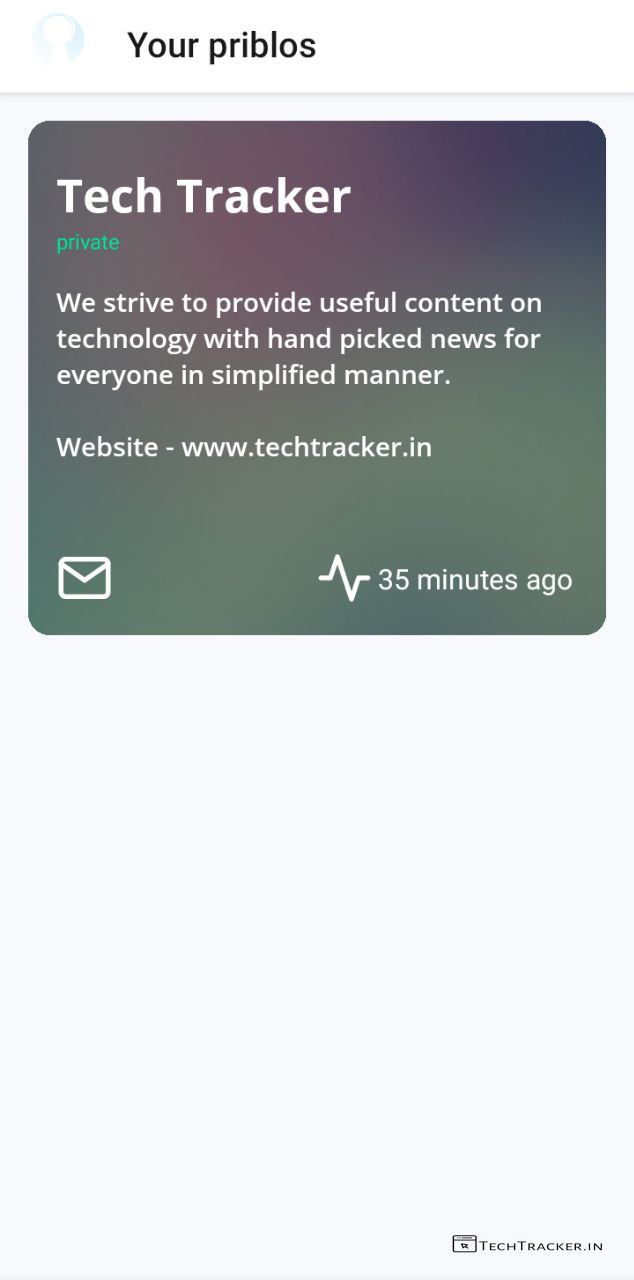 Your priblos
Tech Tracker
private
We strive to provide useful content on
technology with hand picked news for
everyone in simplified manner.
Website - www.techtracker.in
35 minutes ago
TECHTRACKER.IN